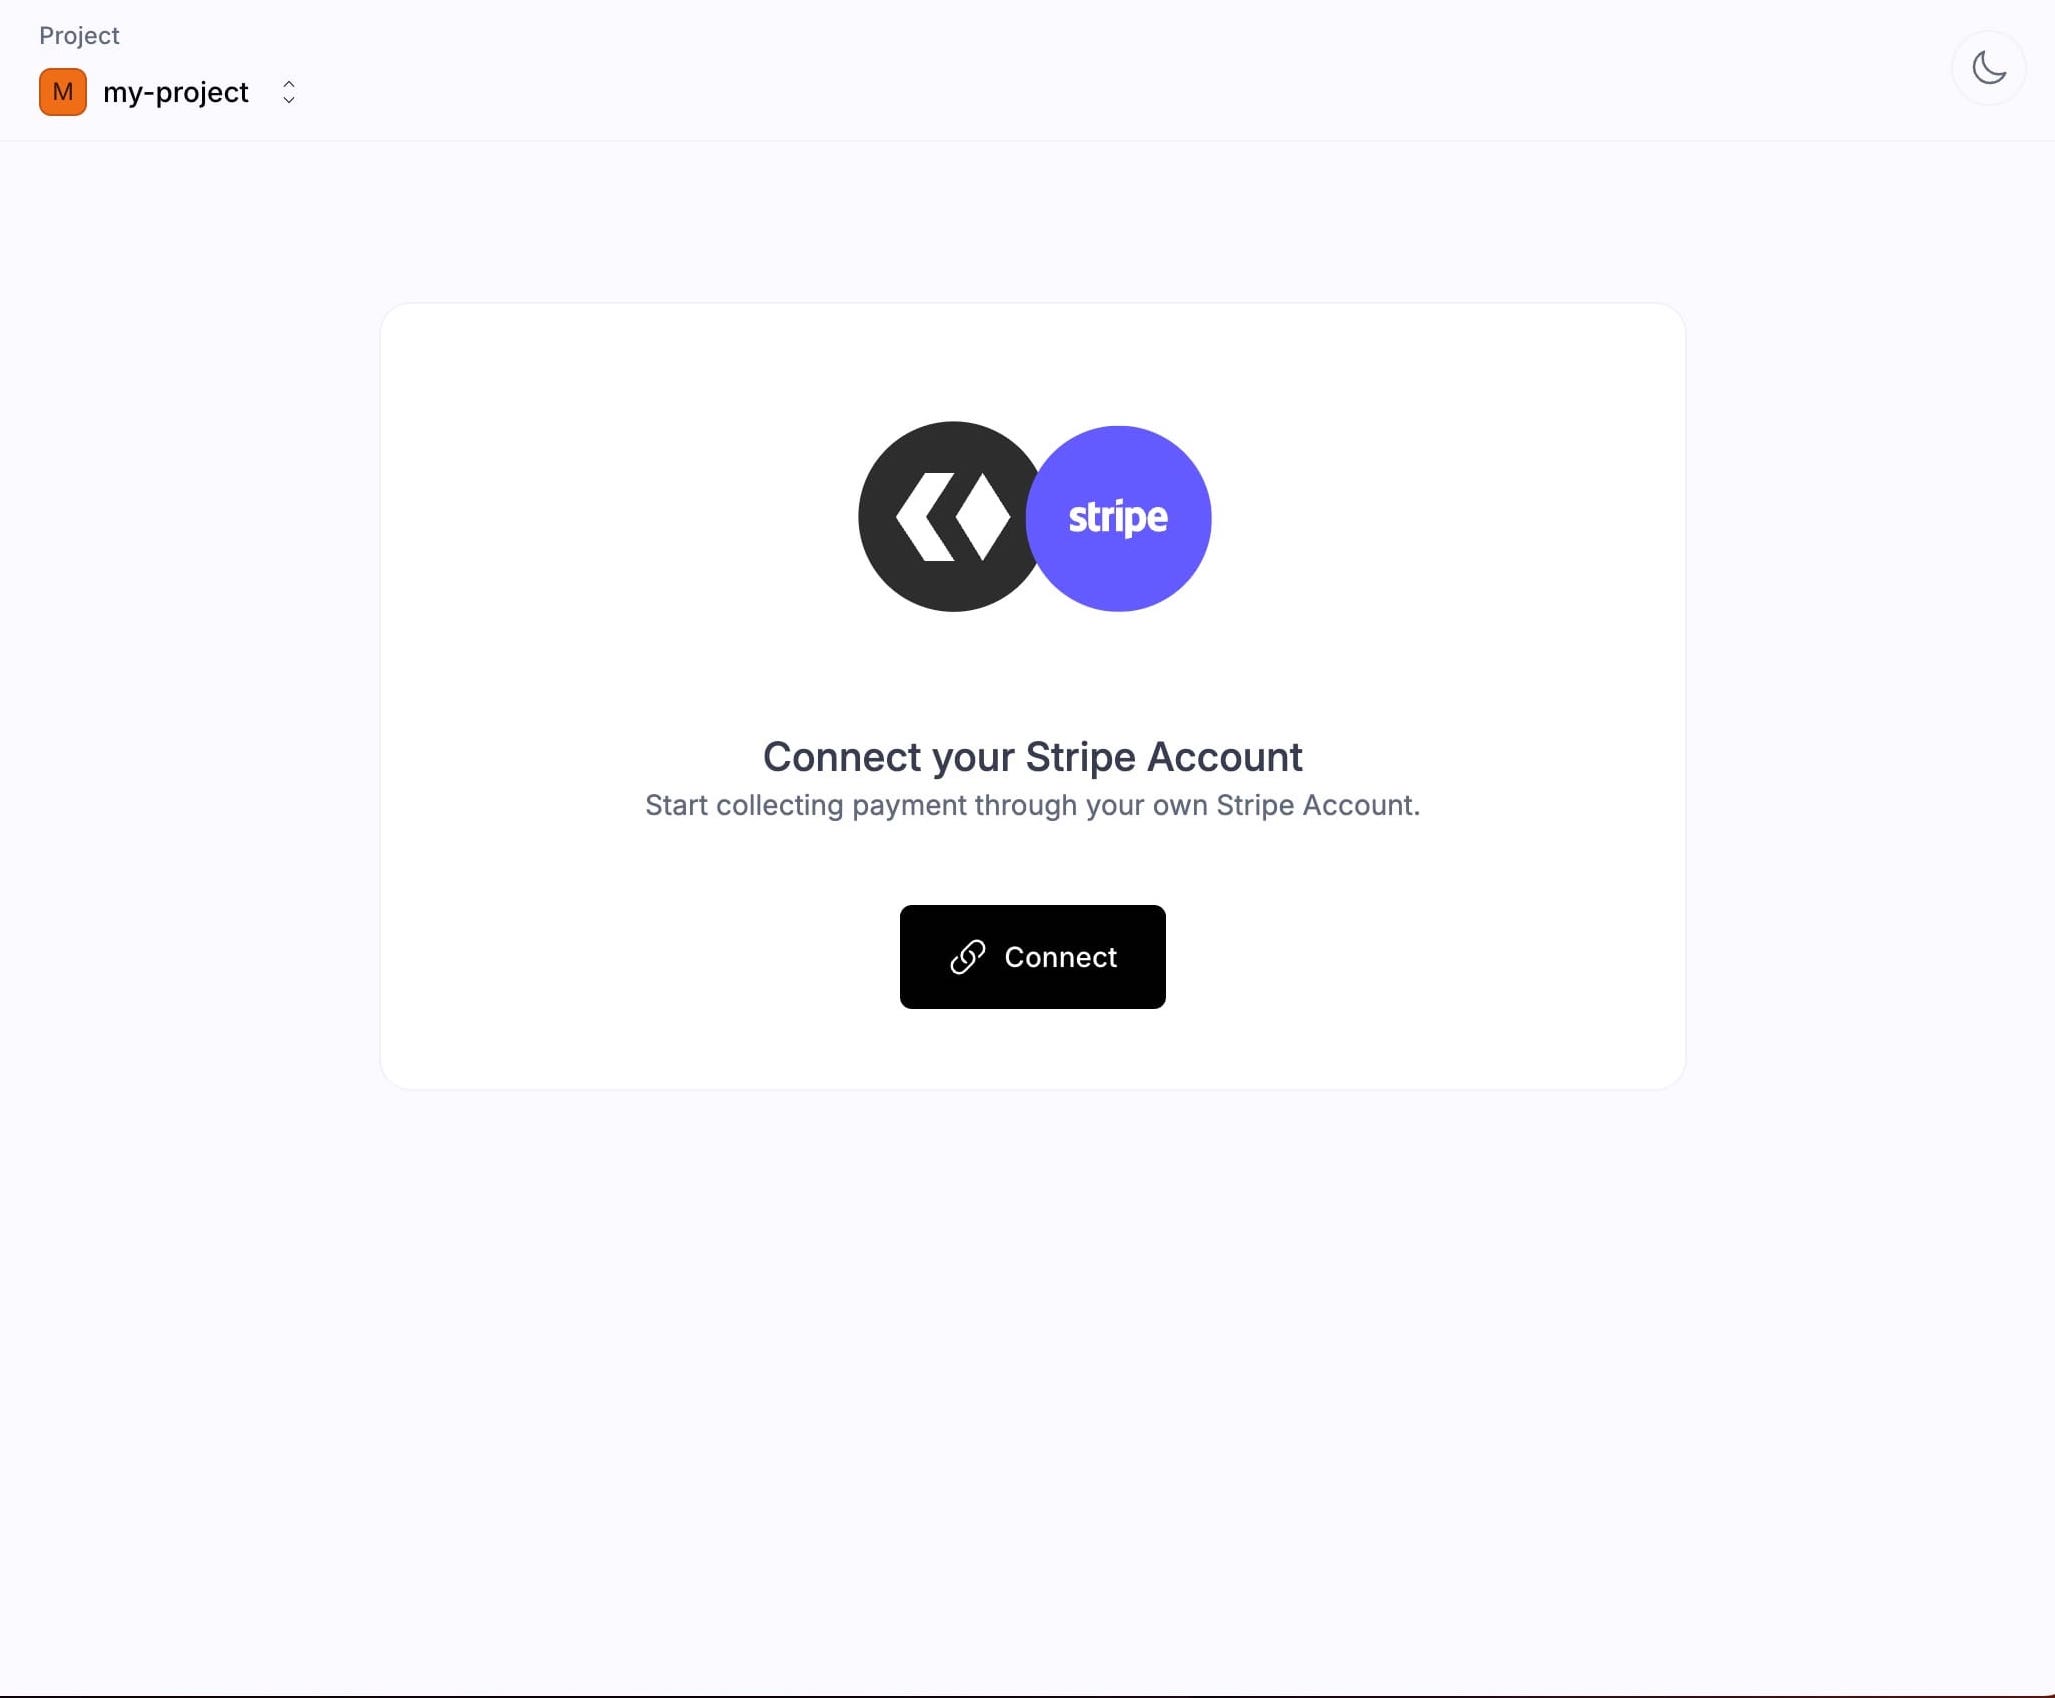 Project
M my-project
stripe
Connect your Stripe Account
Start collecting payment through your own Stripe Account.
Connect